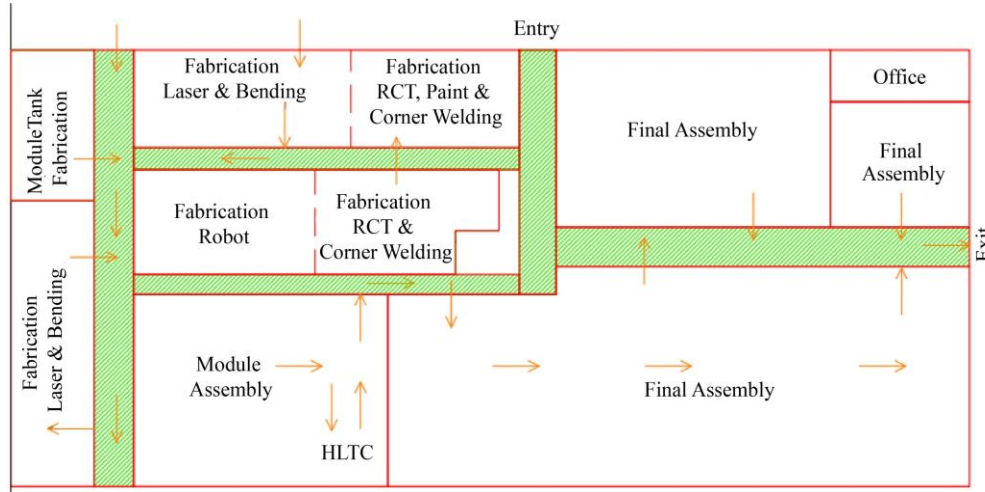 Entry
Fabrication
Laser & Bending
Fabrication
RCT, Paint &
Corner Welding
Office
ModuleTank
Fabrication
Final Assembly
Final
Assembly
Fabrication
Robot
Fabrication
RCT &
Corner Welding
Exit
Fabrication
Laser & Bending
Module
Assembly
Final Assembly
HLTC